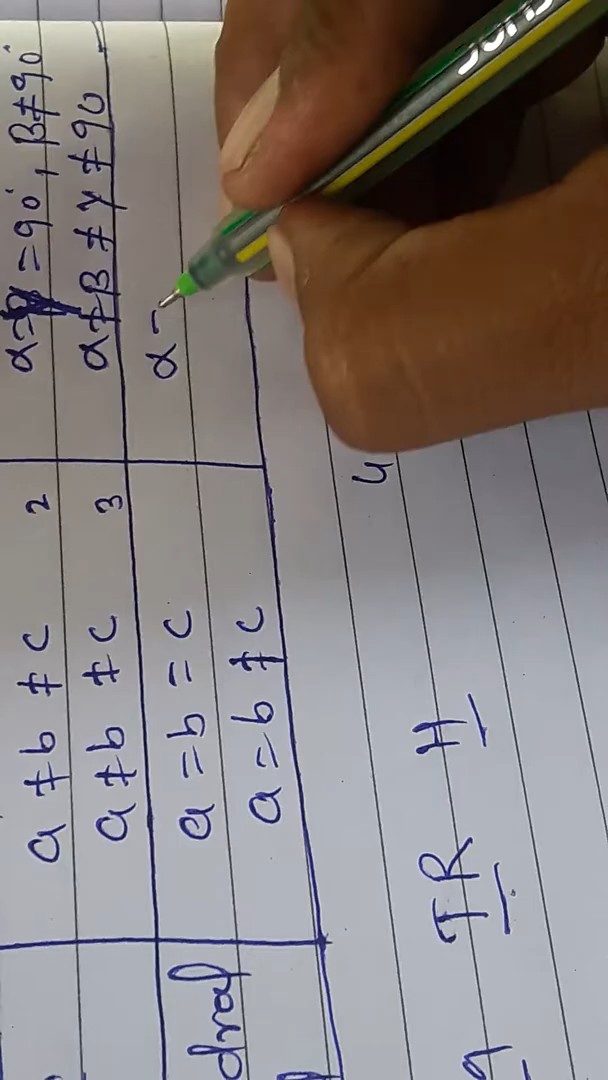 a ≠ b ≠ c 2 = 90°, β ≠ 90°
a ≠ b ≠ c 3 α ≠ β ≠ γ ≠ 90
dral a = b = c α -
a = b ≠ c
TR H 4